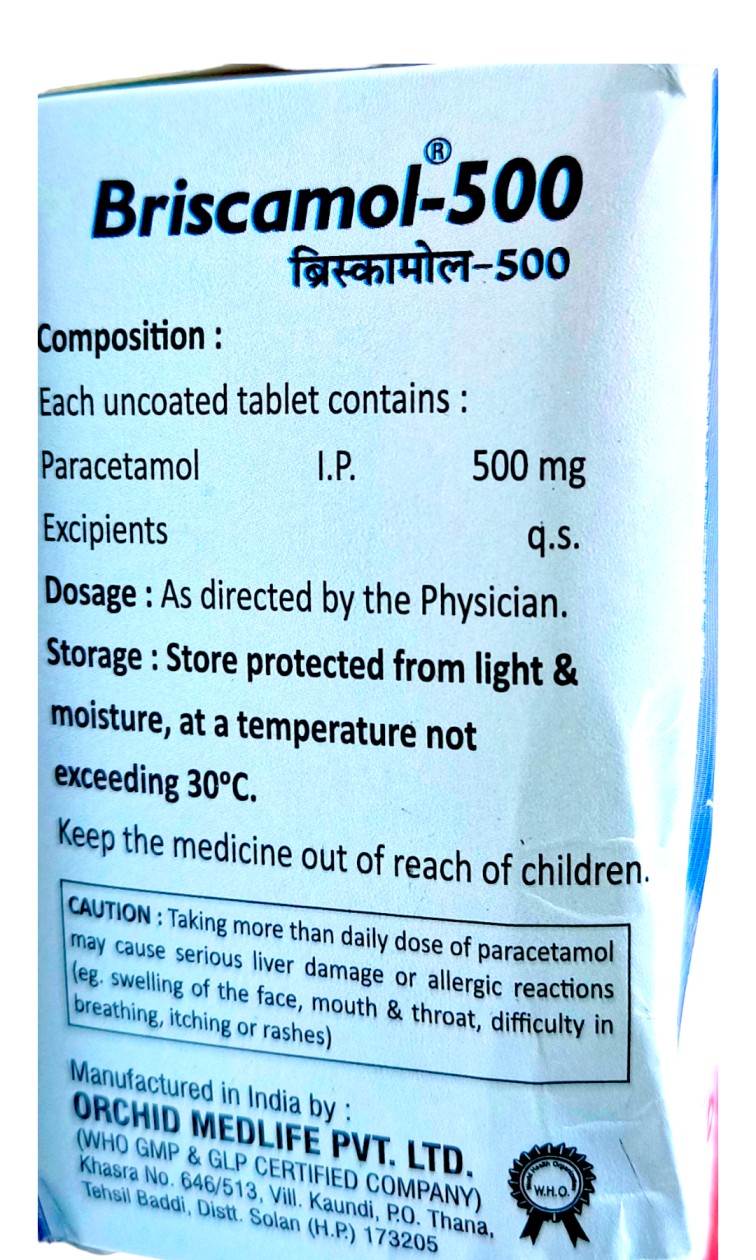 Briscamol-500®
ब्रिस्कामोल-500
Composition :
Each uncoated tablet contains :
Paracetamol I.P. 500 mg
Excipients q.s.
Dosage : As directed by the Physician.
Storage : Store protected from light &
moisture, at a temperature not
exceeding 30ºC.
Keep the medicine out of reach of children.
CAUTION : Taking more than daily dose of paracetamol
may cause serious liver damage or allergic reactions
(eg. swelling of the face, mouth & throat, difficulty in
breathing, itching or rashes)
Manufactured in India by :
ORCHID MEDLIFE PVT. LTD.
(WHO GMP & GLP CERTIFIED COMPANY)
Khasra No. 646/513, Vill. Kaundi, P.O. Thana,
Tehsil Baddi, Distt. Solan (H.P.) 173205
World Health Organization
W.H.O.